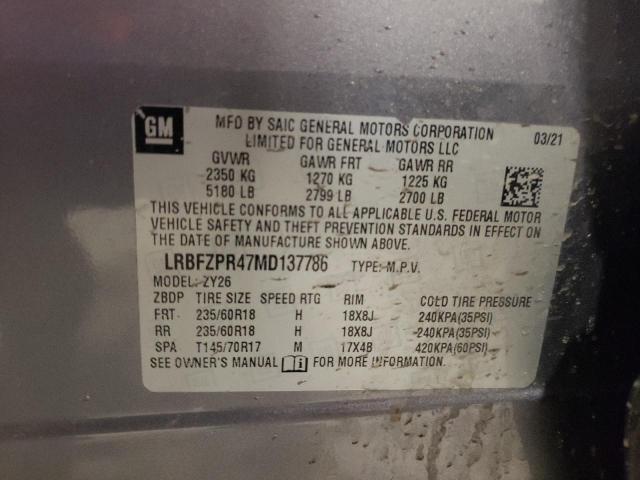 GM
MFD BY SAIC GENERAL MOTORS CORPORATION
LIMITED FOR GENERAL MOTORS LLC
03/21
GVWR GAWR FRT GAWR RR
2350 KG 1270 KG 1225 KG
5180 LB 2799 LB 2700 LB
THIS VEHICLE CONFORMS TO ALL APPLICABLE U.S. FEDERAL MOTOR
VEHICLE SAFETY AND THEFT PREVENTION STANDARDS IN EFFECT ON
THE DATE OF MANUFACTURE SHOWN ABOVE.
LRBFZPR47MD137786 TYPE: M.P.V.
MODEL: ZY26
ZBDP TIRE SIZE SPEED RTG RIM COLD TIRE PRESSURE
FRT 235/60R18 H 18X8J 240KPA(35PSI)
RR 235/60R18 H 18X8J 240KPA(35PSI)
SPA T145/70R17 M 17X4B 420KPA(60PSI)
SEE OWNER'S MANUAL FOR MORE INFORMATION.